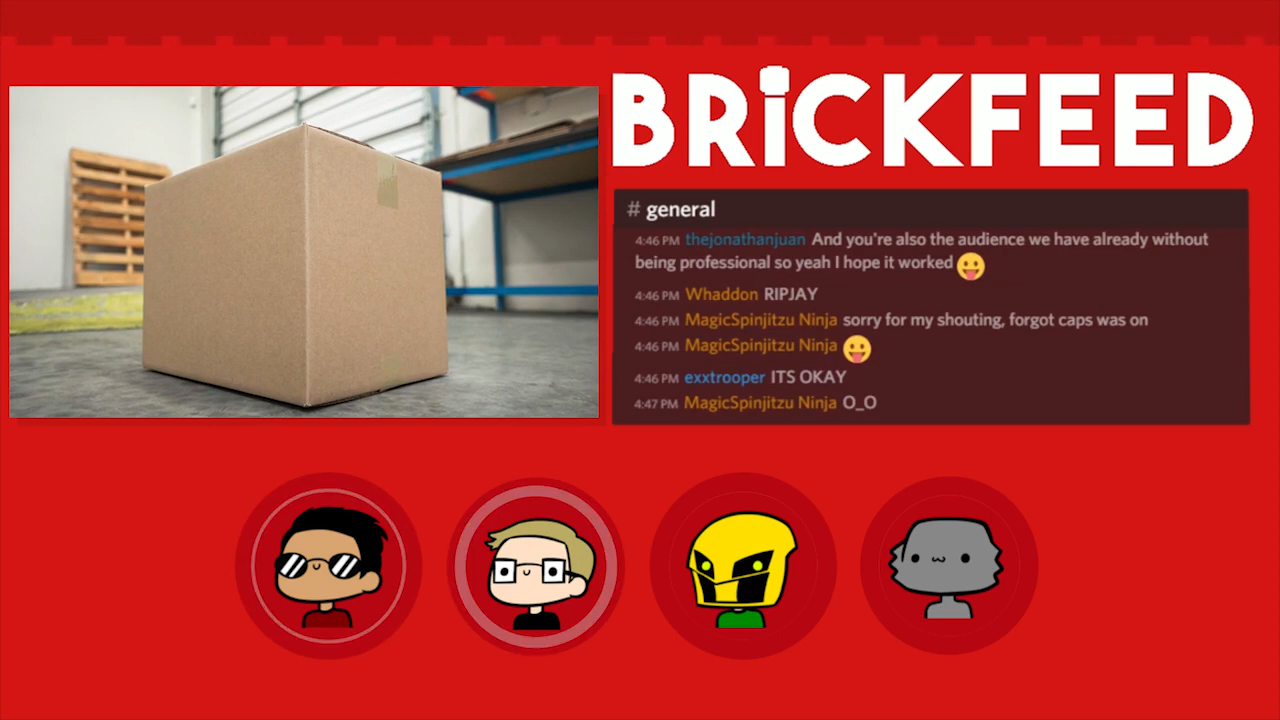 BRICKFEED
# general
4:46 PM thejonathanjuan And you're also the audience we have already without
being professional so yeah I hope it worked
4:46 PM Whaddon RIPJAY
4:46 PM MagicSpinjitzu Ninja sorry for my shouting, forgot caps was on
4:46 PM MagicSpinjitzu Ninja
4:46 PM exxtrooper ITS OKAY
4:47 PM MagicSpinjitzu Ninja O_O